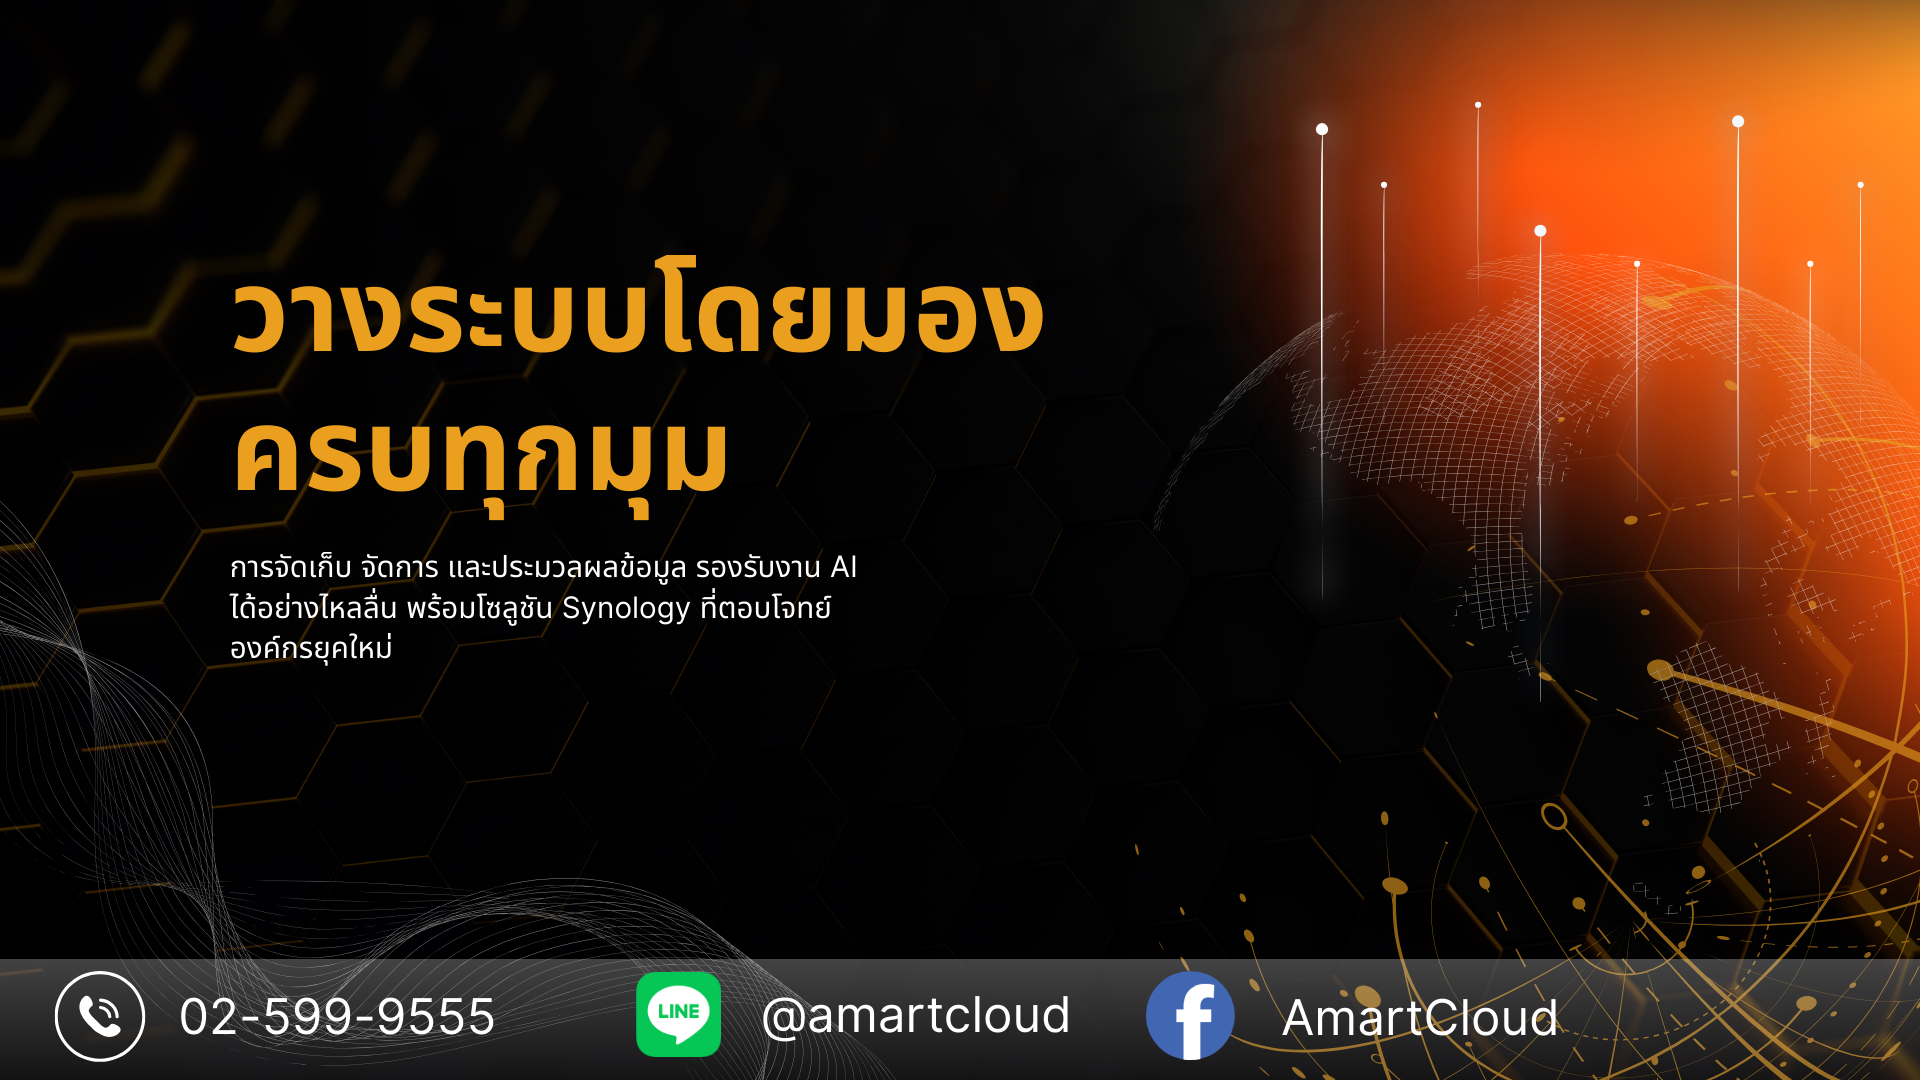 วางระบบโดยมอง
ครบทุกมุม
การจัดเก็บ จัดการ และประมวลผลข้อมูล รองรับงาน AI
ได้อย่างไหลลื่น พร้อมโซลูชัน Synology ที่ตอบโจทย์
องค์กรยุคใหม่
02-599-9555
LINE
@amartcloud
AmartCloud